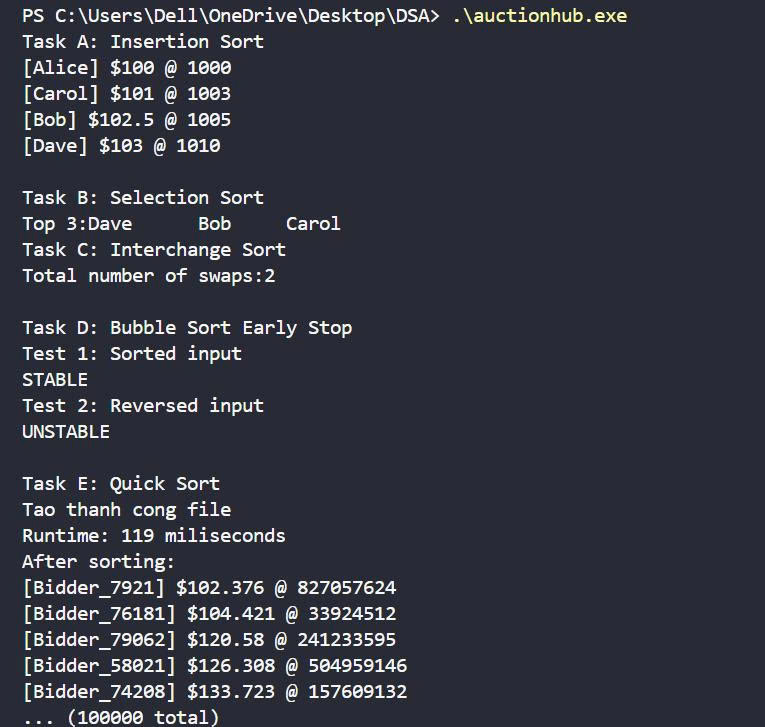 PS C:\Users\Dell\OneDrive\Desktop\DSA> .\auctionhub.exe
Task A: Insertion Sort
[Alice] $100 @ 1000
[Carol] $101 @ 1003
[Bob] $102.5 @ 1005
[Dave] $103 @ 1010
Task B: Selection Sort
Top 3:Dave      Bob     Carol
Task C: Interchange Sort
Total number of swaps:2
Task D: Bubble Sort Early Stop
Test 1: Sorted input
STABLE
Test 2: Reversed input
UNSTABLE
Task E: Quick Sort
Tao thanh cong file
Runtime: 119 miliseconds
After sorting:
[Bidder_7921] $102.376 @ 827057624
[Bidder_76181] $104.421 @ 33924512
[Bidder_79062] $120.58 @ 241233595
[Bidder_58021] $126.308 @ 504959146
[Bidder_74208] $133.723 @ 157609132
... (100000 total)